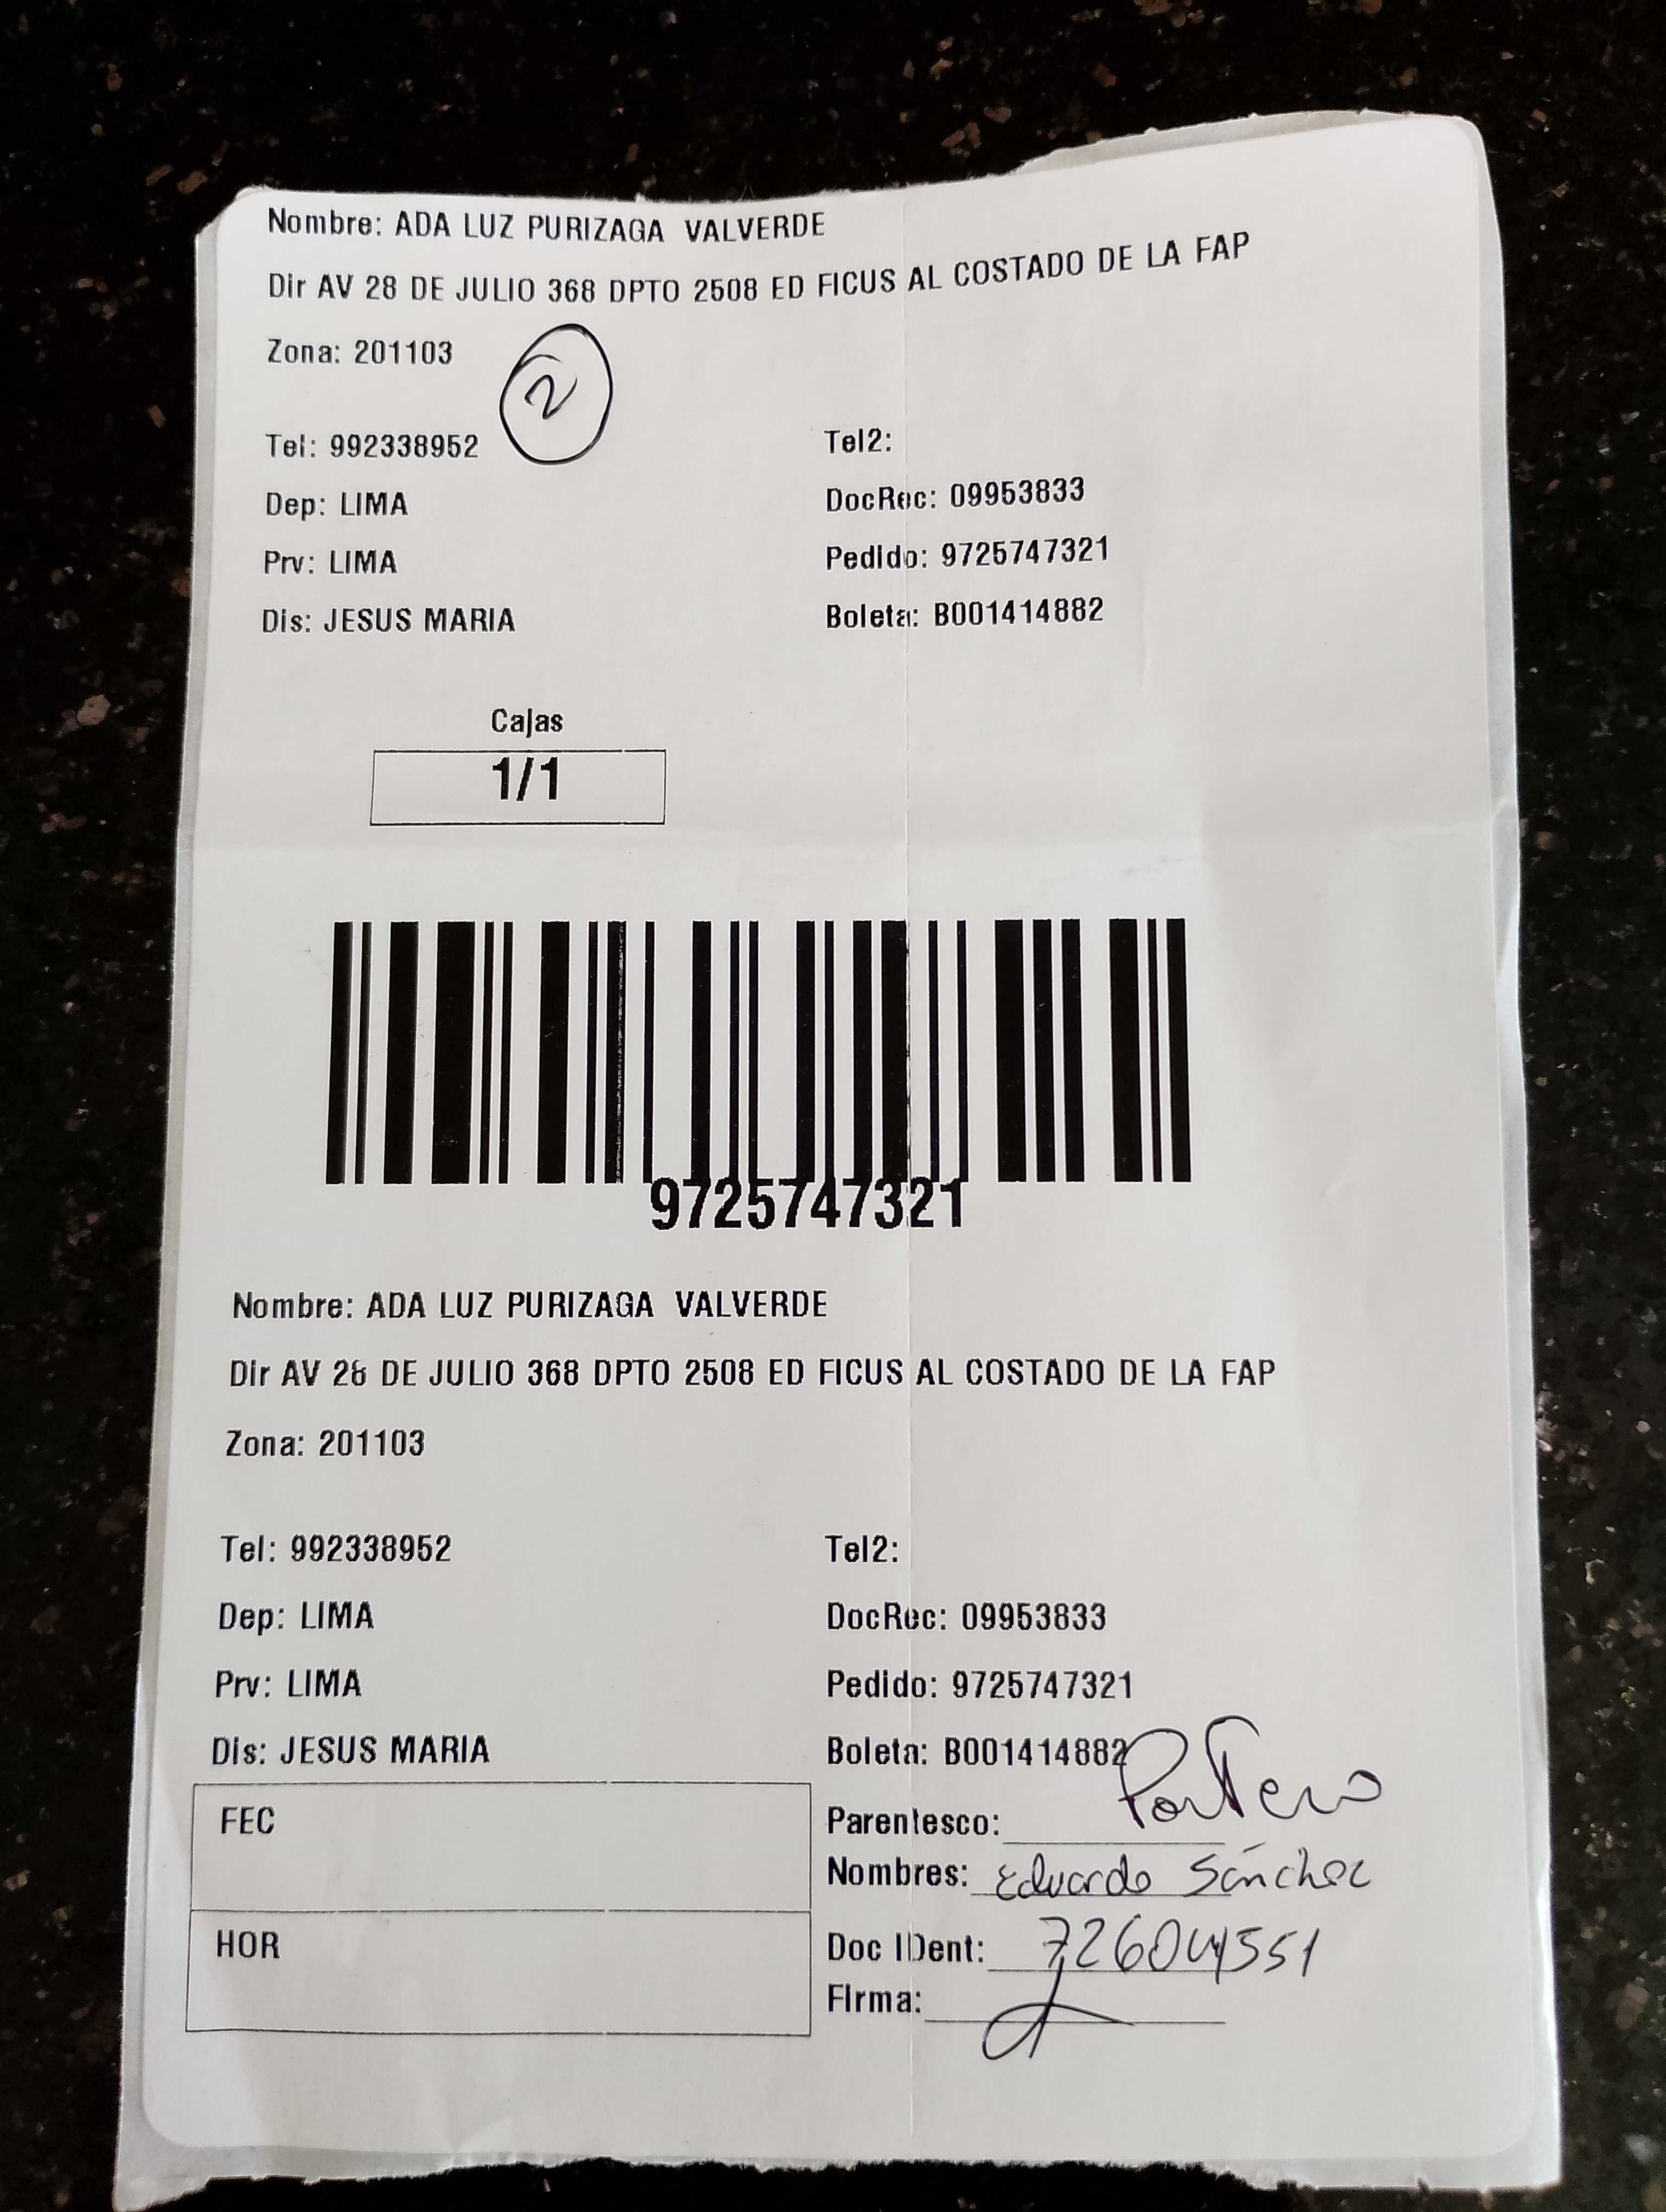 Nombre: ADA LUZ PURIZAGA VALVERDE
Dir AV 28 DE JULIO 368 DPTO 2508 ED FICUS AL COSTADO DE LA FAP
Zona: 201103
2
Tel: 992338952 Tel2:
Dep: LIMA DocRec: 09953833
Prv: LIMA Pedido: 9725747321
Dis: JESUS MARIA Boleta: B001414882
Cajas
1/1
9725747321
Nombre: ADA LUZ PURIZAGA VALVERDE
Dir AV 28 DE JULIO 368 DPTO 2508 ED FICUS AL COSTADO DE LA FAP
Zona: 201103
Tel: 992338952 Tel2:
Dep: LIMA DocRec: 09953833
Prv: LIMA Pedido: 9725747321
Dis: JESUS MARIA Boleta: B001414882
FEC
HOR
Parentesco: Portero
Nombres: Eduardo Sánchez
Doc IDent:
Firma: